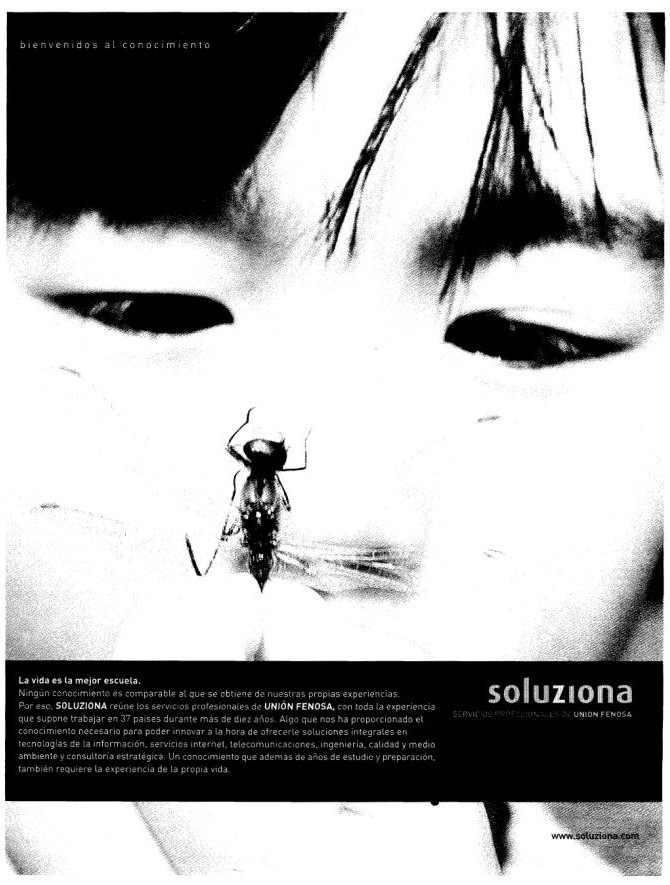 bienvenidos al conocimiento
La vida es la mejor escuela.
Ningún conocimiento es comparable al que se obtiene de nuestras propias experiencias.
Por eso, SOLUZIONA reúne los servicios profesionales de UNIÓN FENOSA, con toda la experiencia
que supone trabajar en 37 países durante más de diez años. Algo que nos ha proporcionado el
conocimiento necesario para poder innovar a la hora de ofrecerle soluciones integrales en
tecnologías de la información, servicios internet, telecomunicaciones, ingeniería, calidad y medio
ambiente y consultoría estratégica. Un conocimiento que además de años de estudio y preparación,
también requiere la experiencia de la propia vida.
soluziona
SERVICIOS PROFESIONALES DE UNION FENOSA
www.soluziona.com